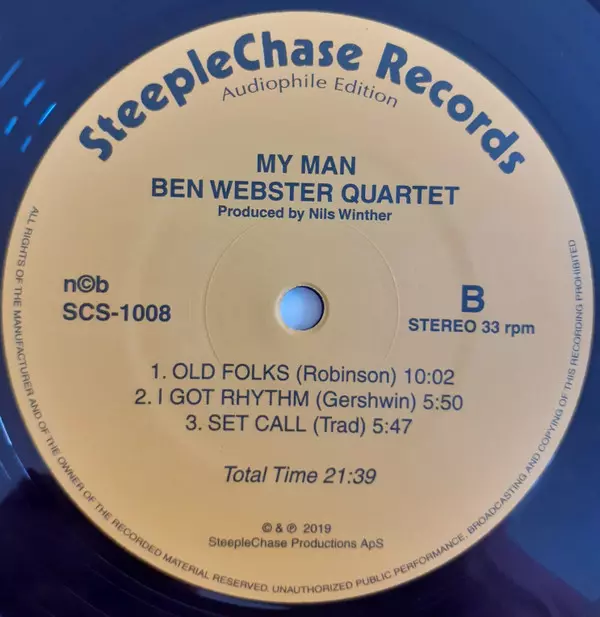 SteepleChase Records
Audiophile Edition
MY MAN
BEN WEBSTER QUARTET
Produced by Nils Winther
n©b
SCS-1008
B
STEREO 33 rpm
1. OLD FOLKS (Robinson) 10:02
2. I GOT RHYTHM (Gershwin) 5:50
3. SET CALL (Trad) 5:47
Total Time 21:39
© & ℗ 2019
SteepleChase Productions ApS
ALL RIGHTS OF THE MANUFACTURER AND OF THE OWNER OF THE RECORDED MATERIAL RESERVED. UNAUTHORIZED PUBLIC PERFORMANCE, BROADCASTING AND COPYING OF THIS RECORDING PROHIBITED